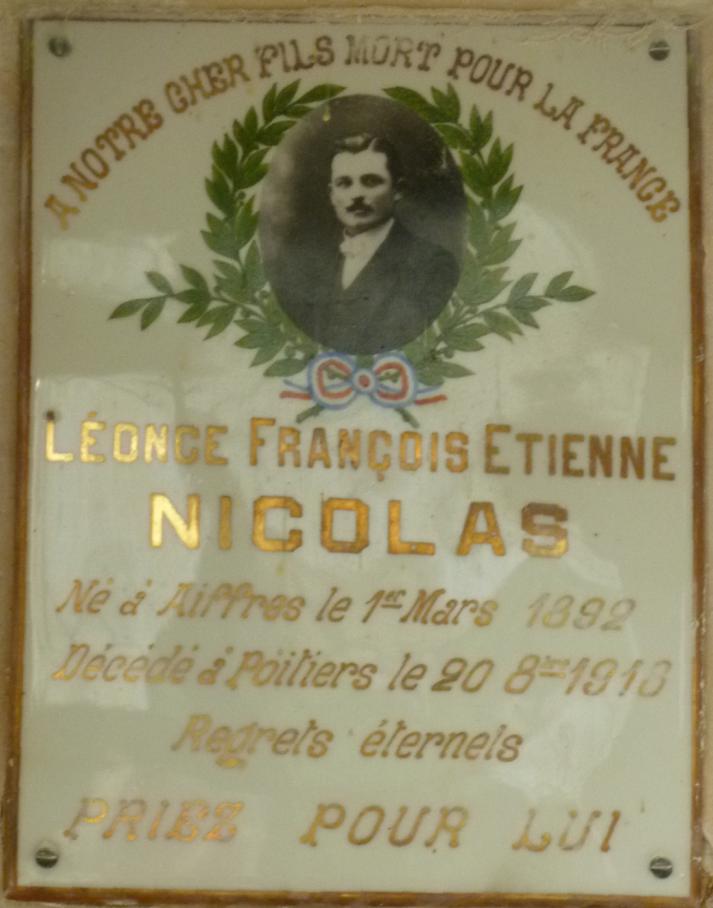 A NOTRE CHER FILS MORT POUR LA FRANCE
LÉONCE FRANÇOIS ETIENNE
NICOLAS
Né à Aiffres le 1er Mars 1892
Décédé à Poitiers le 20 8bre 1918
Regrets éternels
PRIEZ POUR LUI